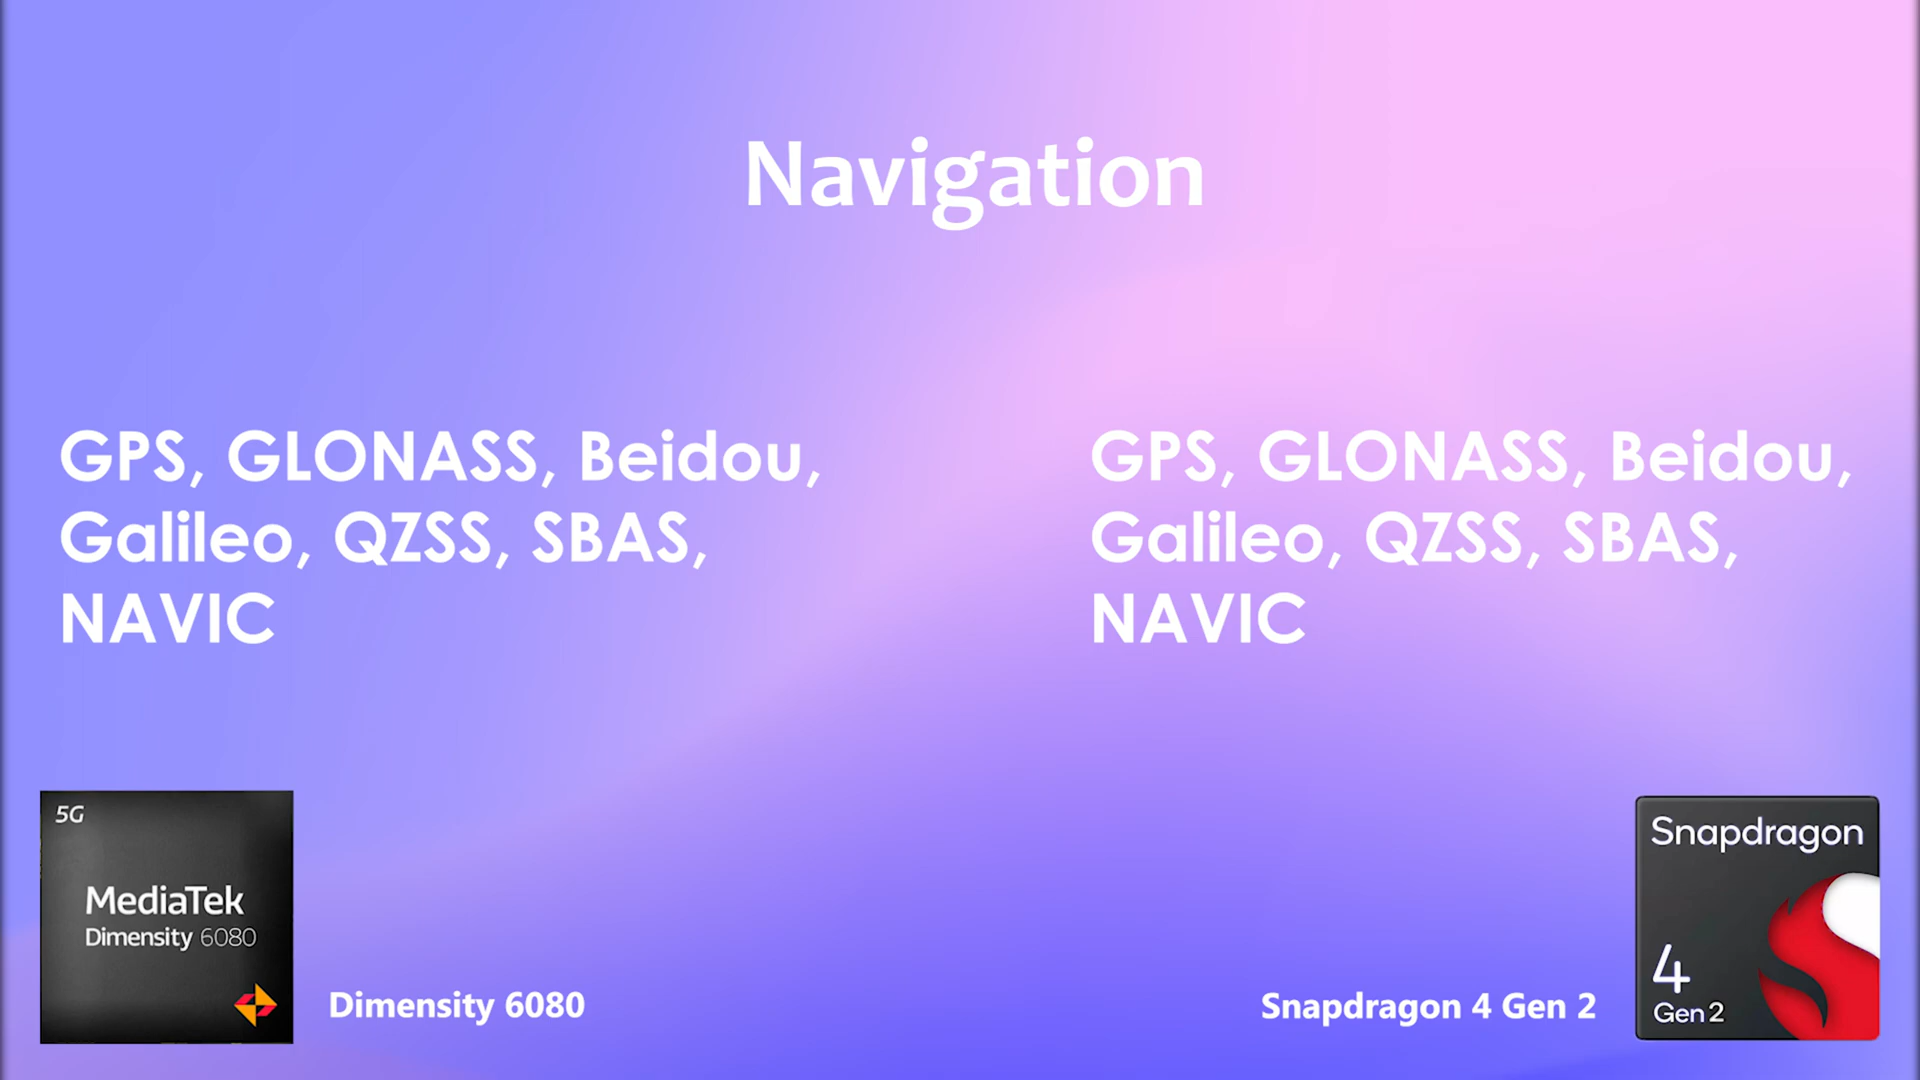 Navigation
GPS, GLONASS, Beidou,
Galileo, QZSS, SBAS,
NAVIC
GPS, GLONASS, Beidou,
Galileo, QZSS, SBAS,
NAVIC
5G
MediaTek
Dimensity 6080
Dimensity 6080
Snapdragon 4 Gen 2
Snapdragon
4
Gen 2